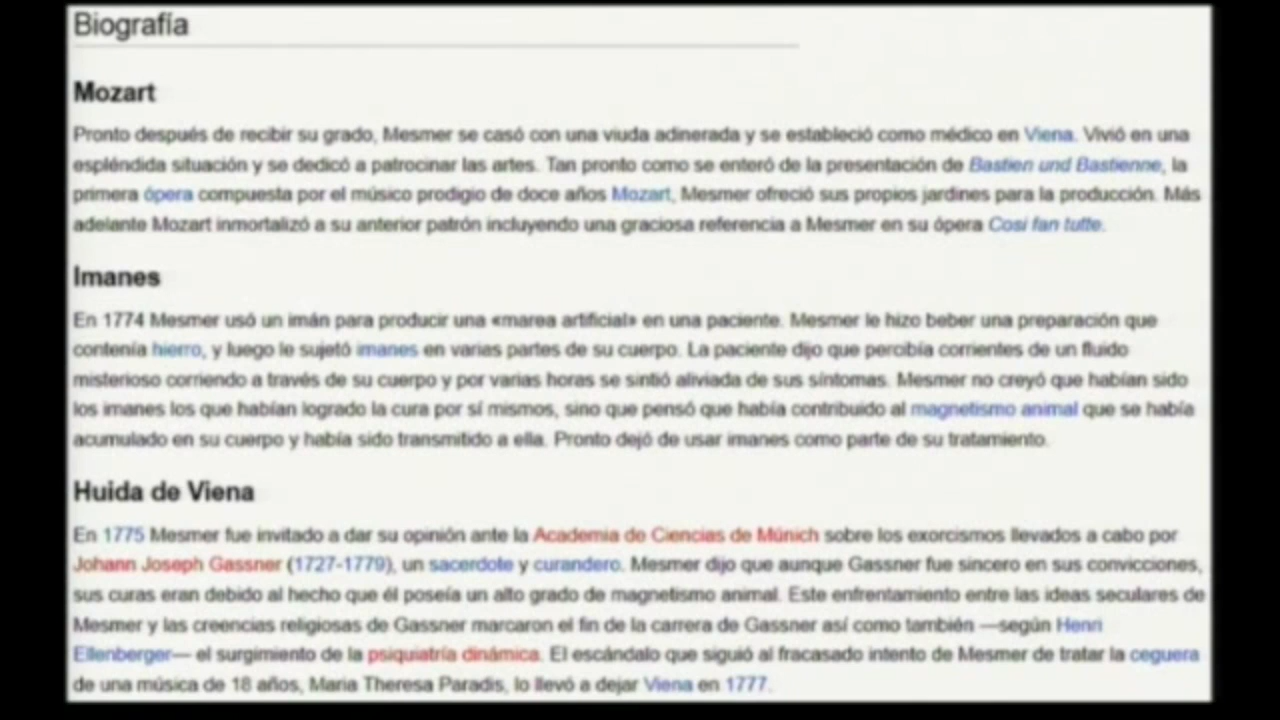 Biografía
Mozart
Pronto después de recibir su grado, Mesmer se casó con una viuda adinerada y se estableció como médico en Viena. Vivió en una
espléndida situación y se dedicó a patrocinar las artes. Tan pronto como se enteró de la presentación de Bastien und Bastienne, la
primera ópera compuesta por el músico prodigio de doce años Mozart, Mesmer ofreció sus propios jardines para la producción. Más
adelante Mozart inmortalizó a su anterior patrón incluyendo una graciosa referencia a Mesmer en su ópera Cosi fan tutte.
Imanes
En 1774 Mesmer usó un imán para producir una «marea artificial» en una paciente. Mesmer le hizo beber una preparación que
contenía hierro, y luego le sujetó imanes en varias partes de su cuerpo. La paciente dijo que percibía corrientes de un fluido
misterioso corriendo a través de su cuerpo y por varias horas se sintió aliviada de sus síntomas. Mesmer no creyó que habían sido
los imanes los que habían logrado la cura por sí mismos, sino que pensó que había contribuido al magnetismo animal que se había
acumulado en su cuerpo y había sido transmitido a ella. Pronto dejó de usar imanes como parte de su tratamiento.
Huida de Viena
En 1775 Mesmer fue invitado a dar su opinión ante la Academia de Ciencias de Múnich sobre los exorcismos llevados a cabo por
Johann Joseph Gassner (1727-1779), un sacerdote y curandero. Mesmer dijo que aunque Gassner fue sincero en sus convicciones,
sus curas eran debido al hecho que él poseía un alto grado de magnetismo animal. Este enfrentamiento entre las ideas seculares de
Mesmer y las creencias religiosas de Gassner marcaron el fin de la carrera de Gassner así como también —según Henri
Ellenberger— el surgimiento de la psiquiatría dinámica. El escándalo que siguió al fracasado intento de Mesmer de tratar la ceguera
de una música de 18 años, Maria Theresa Paradis, lo llevó a dejar Viena en 1777.